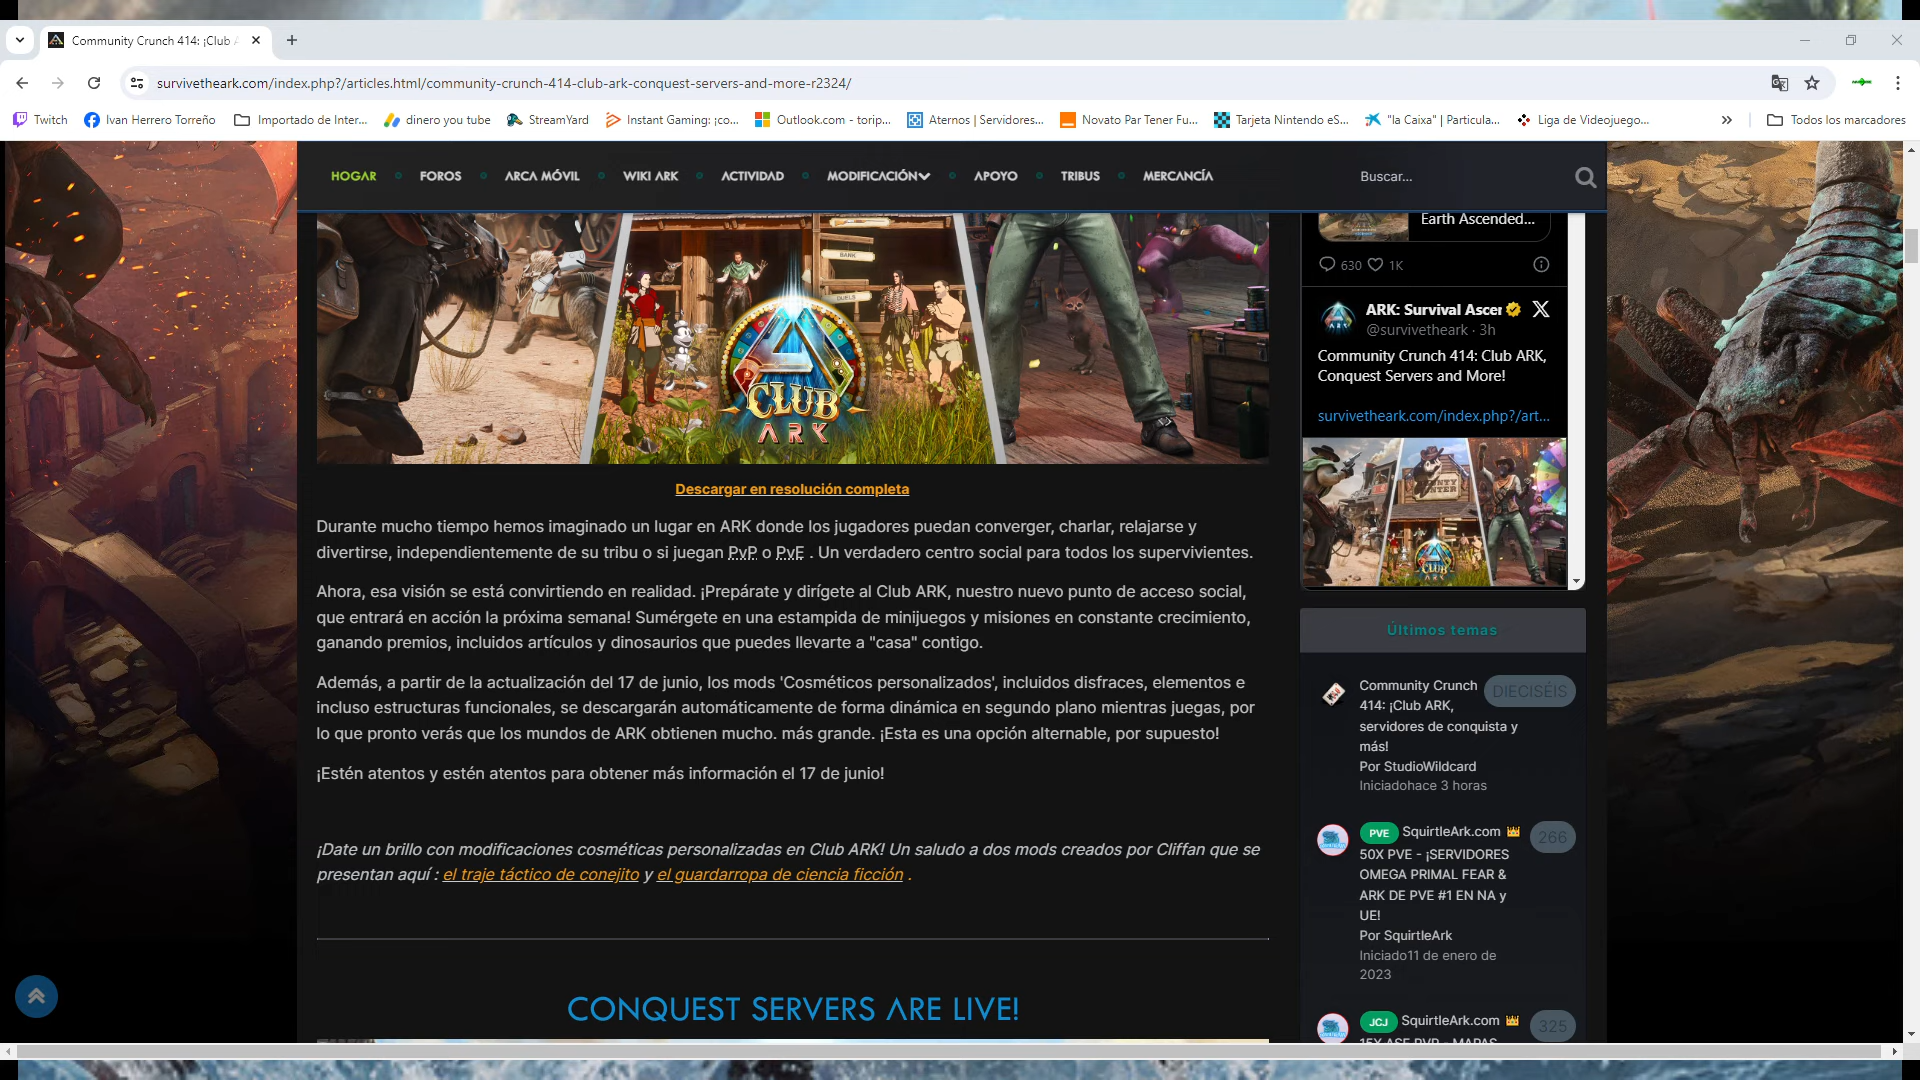 Community Crunch 414: ¡Club A
survivetheark.com/index.php?/articles.html/community-crunch-414-club-ark-conquest-servers-and-more-r2324/
Twitch
Ivan Herrero Torreño
Importado de Inter...
dinero you tube
StreamYard
Instant Gaming: ¡co...
Outlook.com - torip...
Aternos | Servidores...
Novato Par Tener Fu...
Tarjeta Nintendo eS...
"la Caixa" | Particula...
Liga de Videojuego...
Todos los marcadores
HOGAR
FOROS
ARCA MÓVIL
WIKI ARK
ACTIVIDAD
MODIFICACIÓN
APOYO
TRIBUS
MERCANCÍA
Buscar...
BANK
DUELS
CLUB
ARK
Descargar en resolución completa
Durante mucho tiempo hemos imaginado un lugar en ARK donde los jugadores puedan converger, charlar, relajarse y
divertirse, independientemente de su tribu o si juegan PvP o PvE . Un verdadero centro social para todos los supervivientes.
Ahora, esa visión se está convirtiendo en realidad. ¡Prepárate y dirígete al Club ARK, nuestro nuevo punto de acceso social,
que entrará en acción la próxima semana! Sumérgete en una estampida de minijuegos y misiones en constante crecimiento,
ganando premios, incluidos artículos y dinosaurios que puedes llevarte a "casa" contigo.
Además, a partir de la actualización del 17 de junio, los mods 'Cosméticos personalizados', incluidos disfraces, elementos e
incluso estructuras funcionales, se descargarán automáticamente de forma dinámica en segundo plano mientras juegas, por
lo que pronto verás que los mundos de ARK obtienen mucho. más grande. ¡Esta es una opción alternable, por supuesto!
¡Estén atentos y estén atentos para obtener más información el 17 de junio!
¡Date un brillo con modificaciones cosméticas personalizadas en Club ARK! Un saludo a dos mods creados por Cliffan que se
presentan aquí : el traje táctico de conejito y el guardarropa de ciencia ficción .
CONQUEST SERVERS ARE LIVE!
Earth Ascended...
630 1K
ARK: Survival Ascer
@survivetheark · 3h
Community Crunch 414: Club ARK,
Conquest Servers and More!
survivetheark.com/index.php?/art...
BOUNTY
HUNTER
CLUB
ARK
Últimos temas
Community Crunch
414: ¡Club ARK,
servidores de conquista y
más!
DIECISÉIS
Por StudioWildcard
Iniciadohace 3 horas
PVE SquirtleArk.com
50X PVE - ¡SERVIDORES
OMEGA PRIMAL FEAR &
ARK DE PVE #1 EN NA y
UE!
266
Por SquirtleArk
Iniciado11 de enero de
2023
JCJ SquirtleArk.com
15X ASE PVP - MAPAS
325